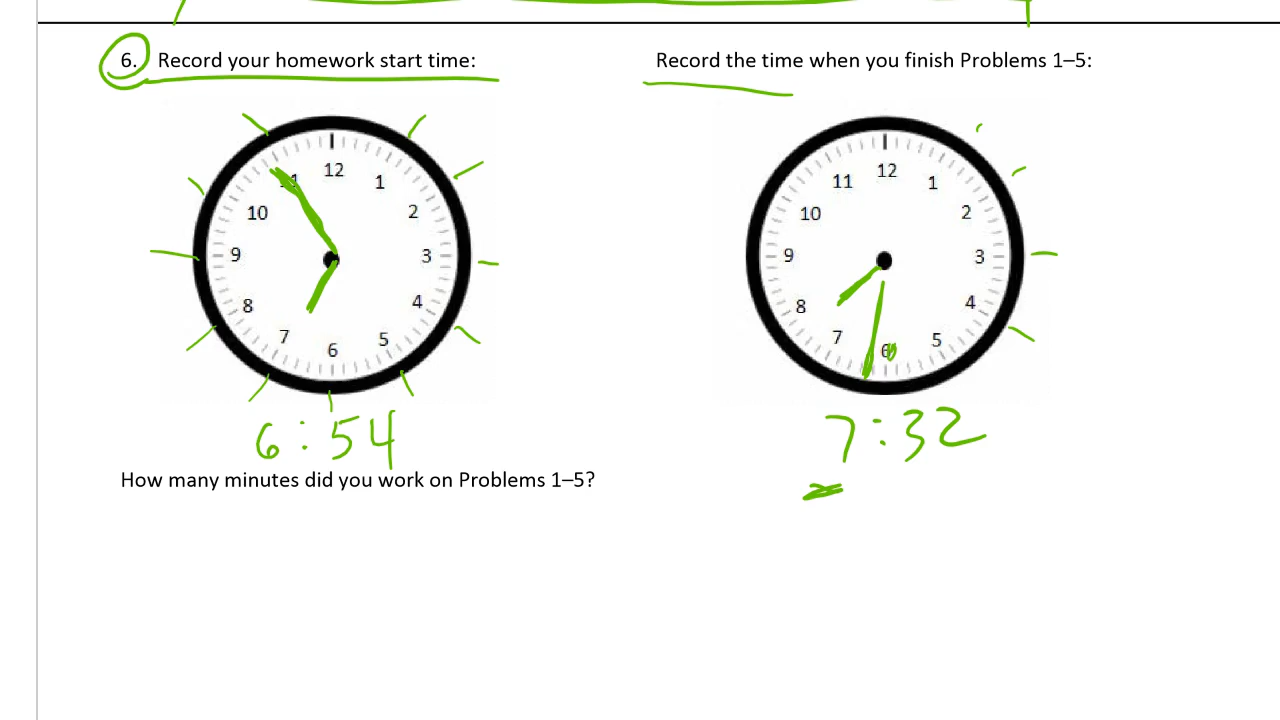 6. Record your homework start time: Record the time when you finish Problems 1–5:
12 12
11 1 11 1
10 2 10 2
9 3 9 3
8 4 8 4
7 5 7 5
6 6
6:54 7:32
How many minutes did you work on Problems 1–5?